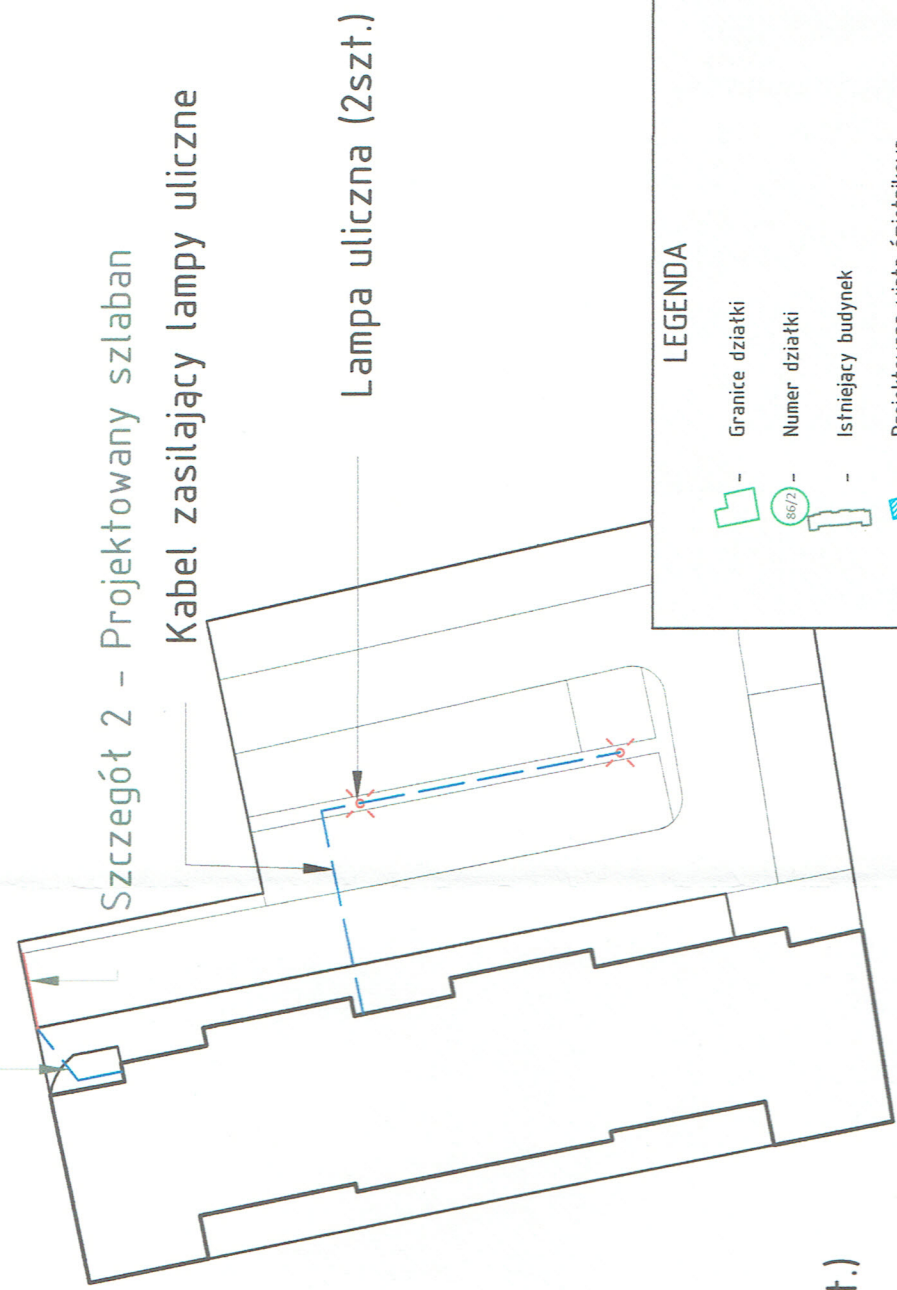 Szczegół 2 – Projektowany szlaban
Kabel zasilający lampy uliczne
Lampa uliczna (2szt.)
t.)
LEGENDA
- Granice działki
86/2 - Numer działki
- Istniejący budynek